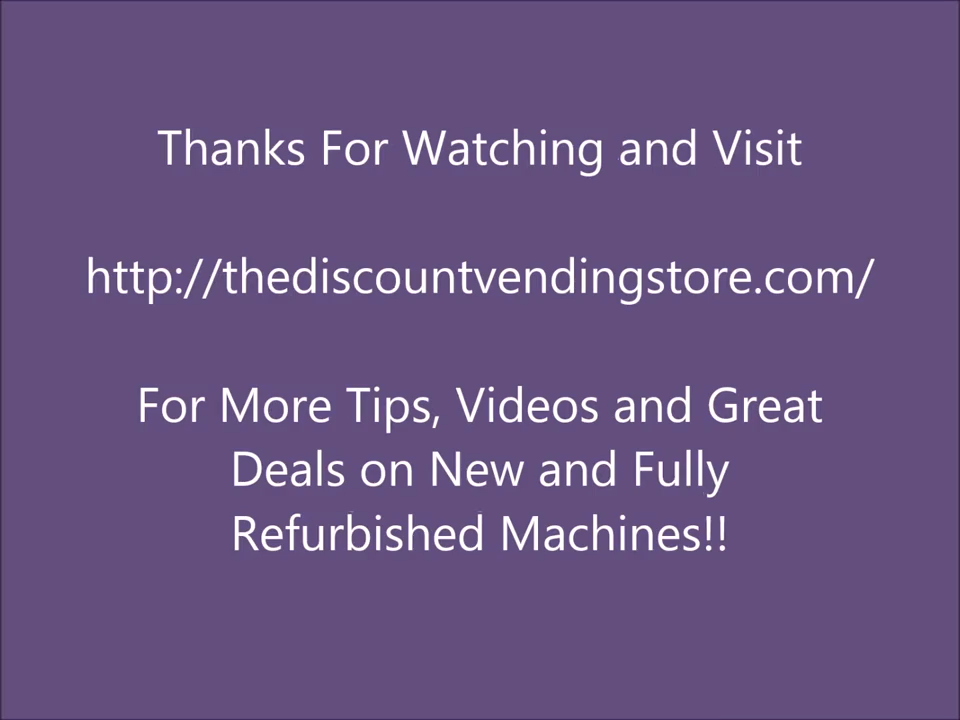 Thanks For Watching and Visit
http://thediscountvendingstore.com/
For More Tips, Videos and Great
Deals on New and Fully
Refurbished Machines!!